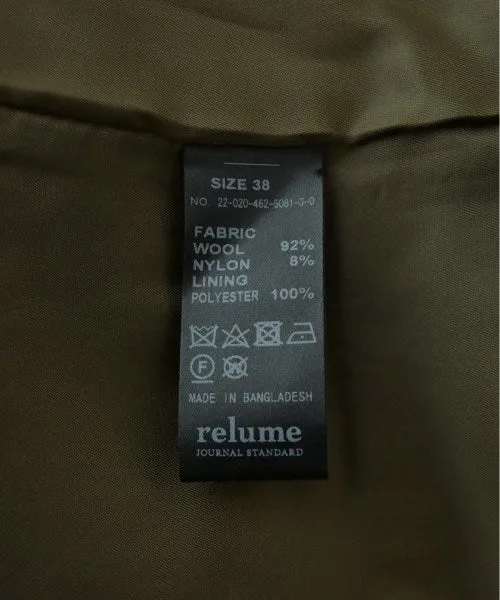 SIZE 38
NO. 22-020-462-5081-3-0
FABRIC
WOOL 92%
NYLON 8%
LINING
POLYESTER 100%
F W
MADE IN BANGLADESH
relume
JOURNAL STANDARD